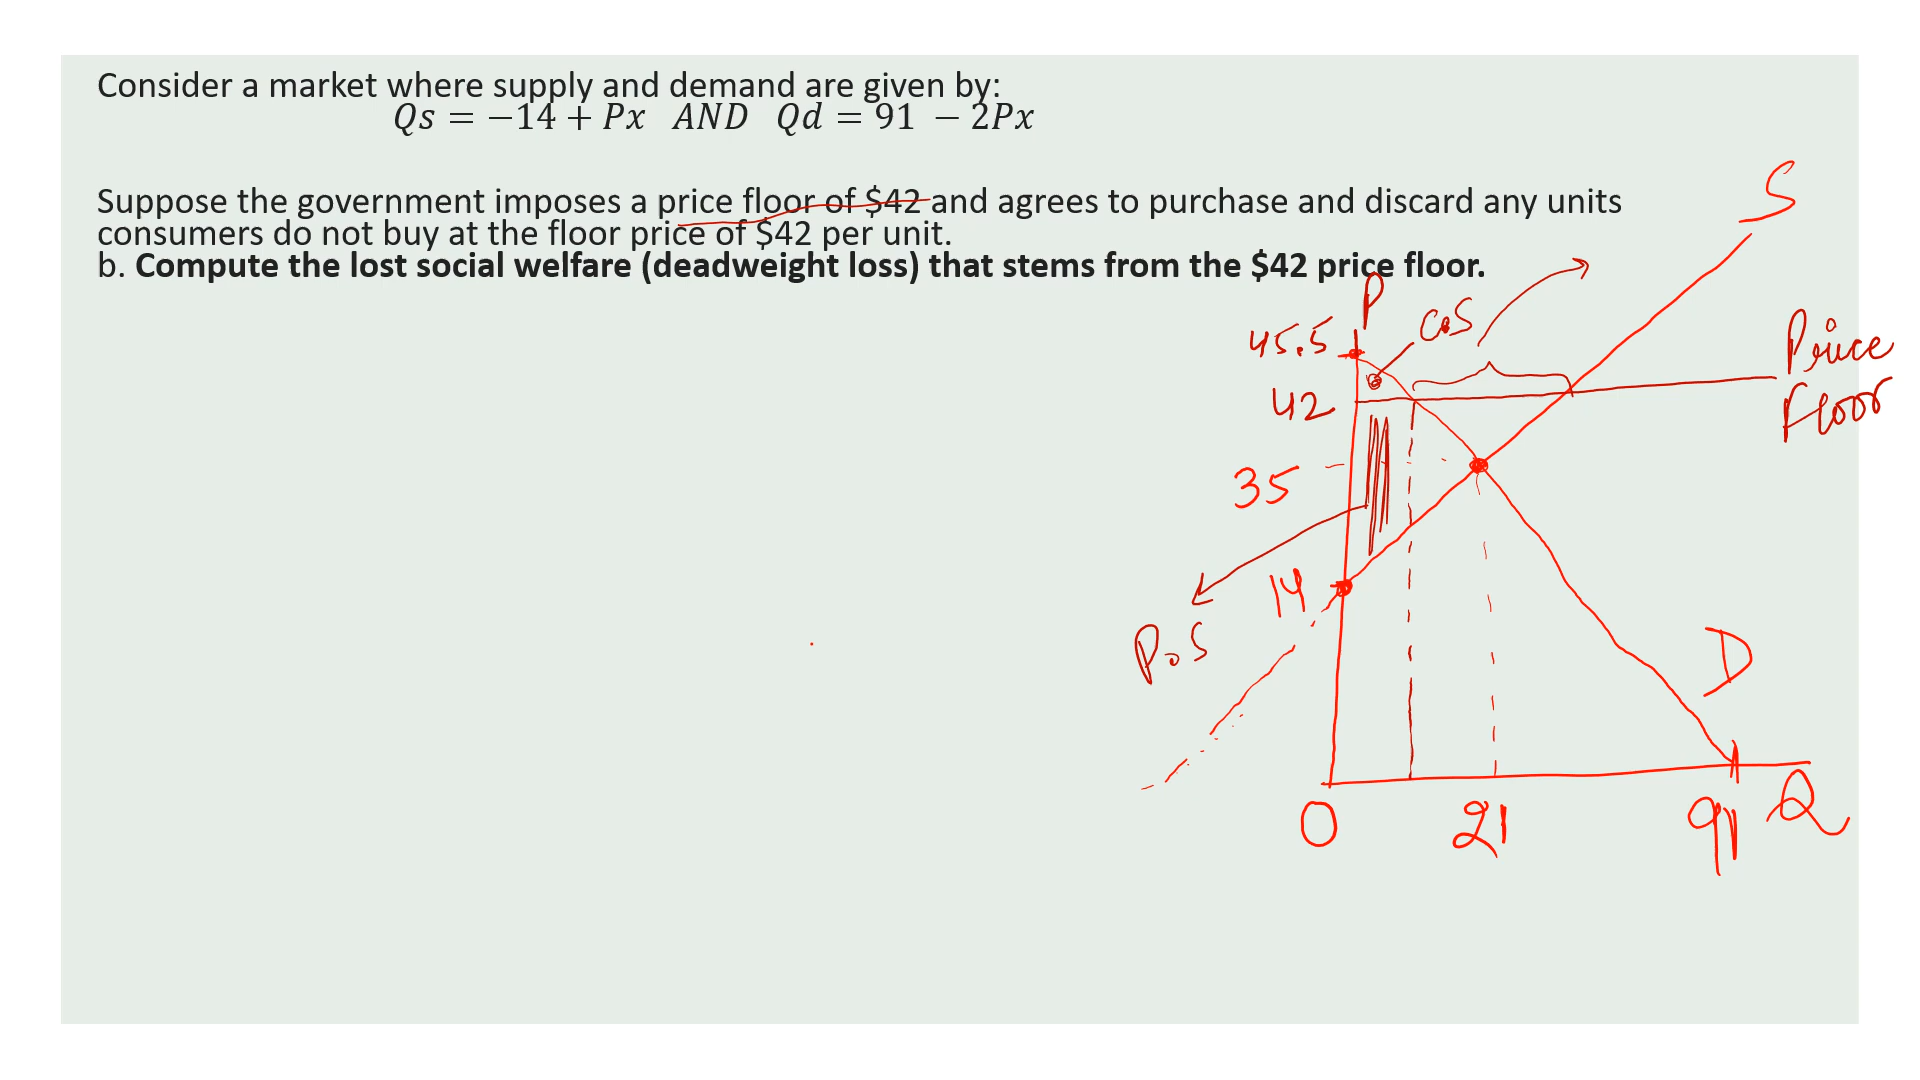 Consider a market where supply and demand are given by:
Qs = −14 + Px AND Qd = 91 − 2Px
Suppose the government imposes a price floor of $42 and agrees to purchase and discard any units
consumers do not buy at the floor price of $42 per unit.
b. Compute the lost social welfare (deadweight loss) that stems from the $42 price floor.
S
P
C.S
45.5
Price
Floor
42
35
14
P.S
D
0
21
91
Q